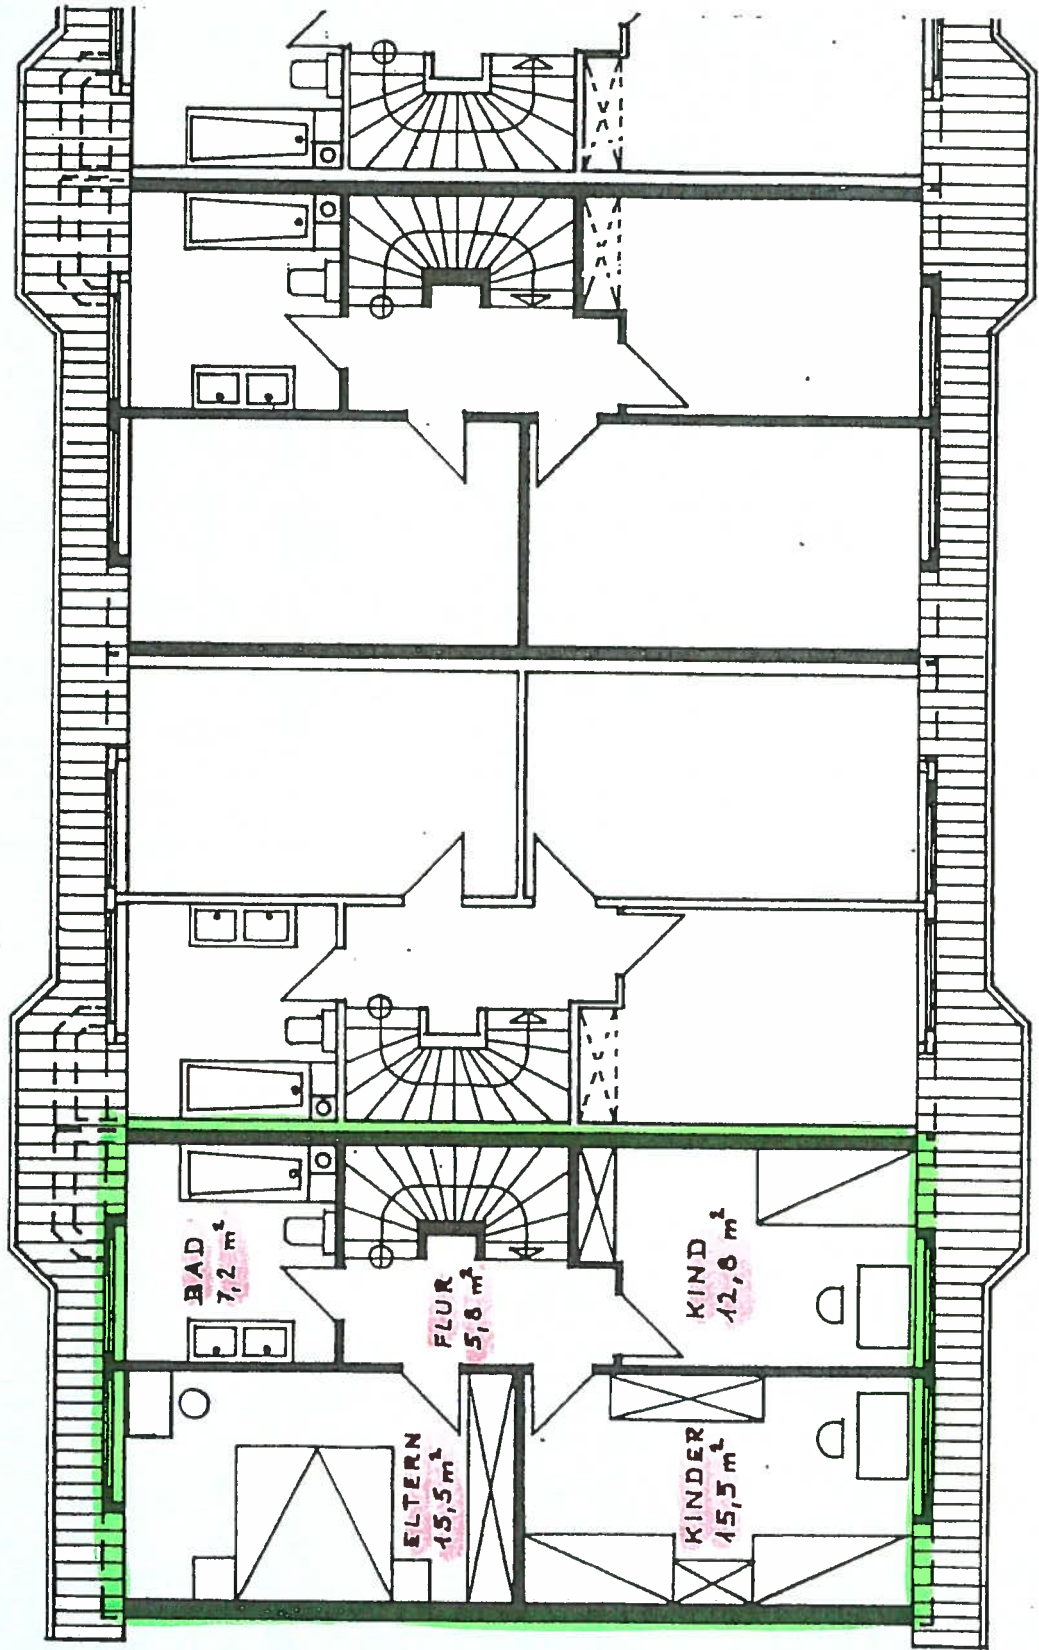 BAD
7,2 m²
FLUR
5,8 m²
KIND
12,8 m²
ELTERN
15,5 m²
KINDER
15,5 m²